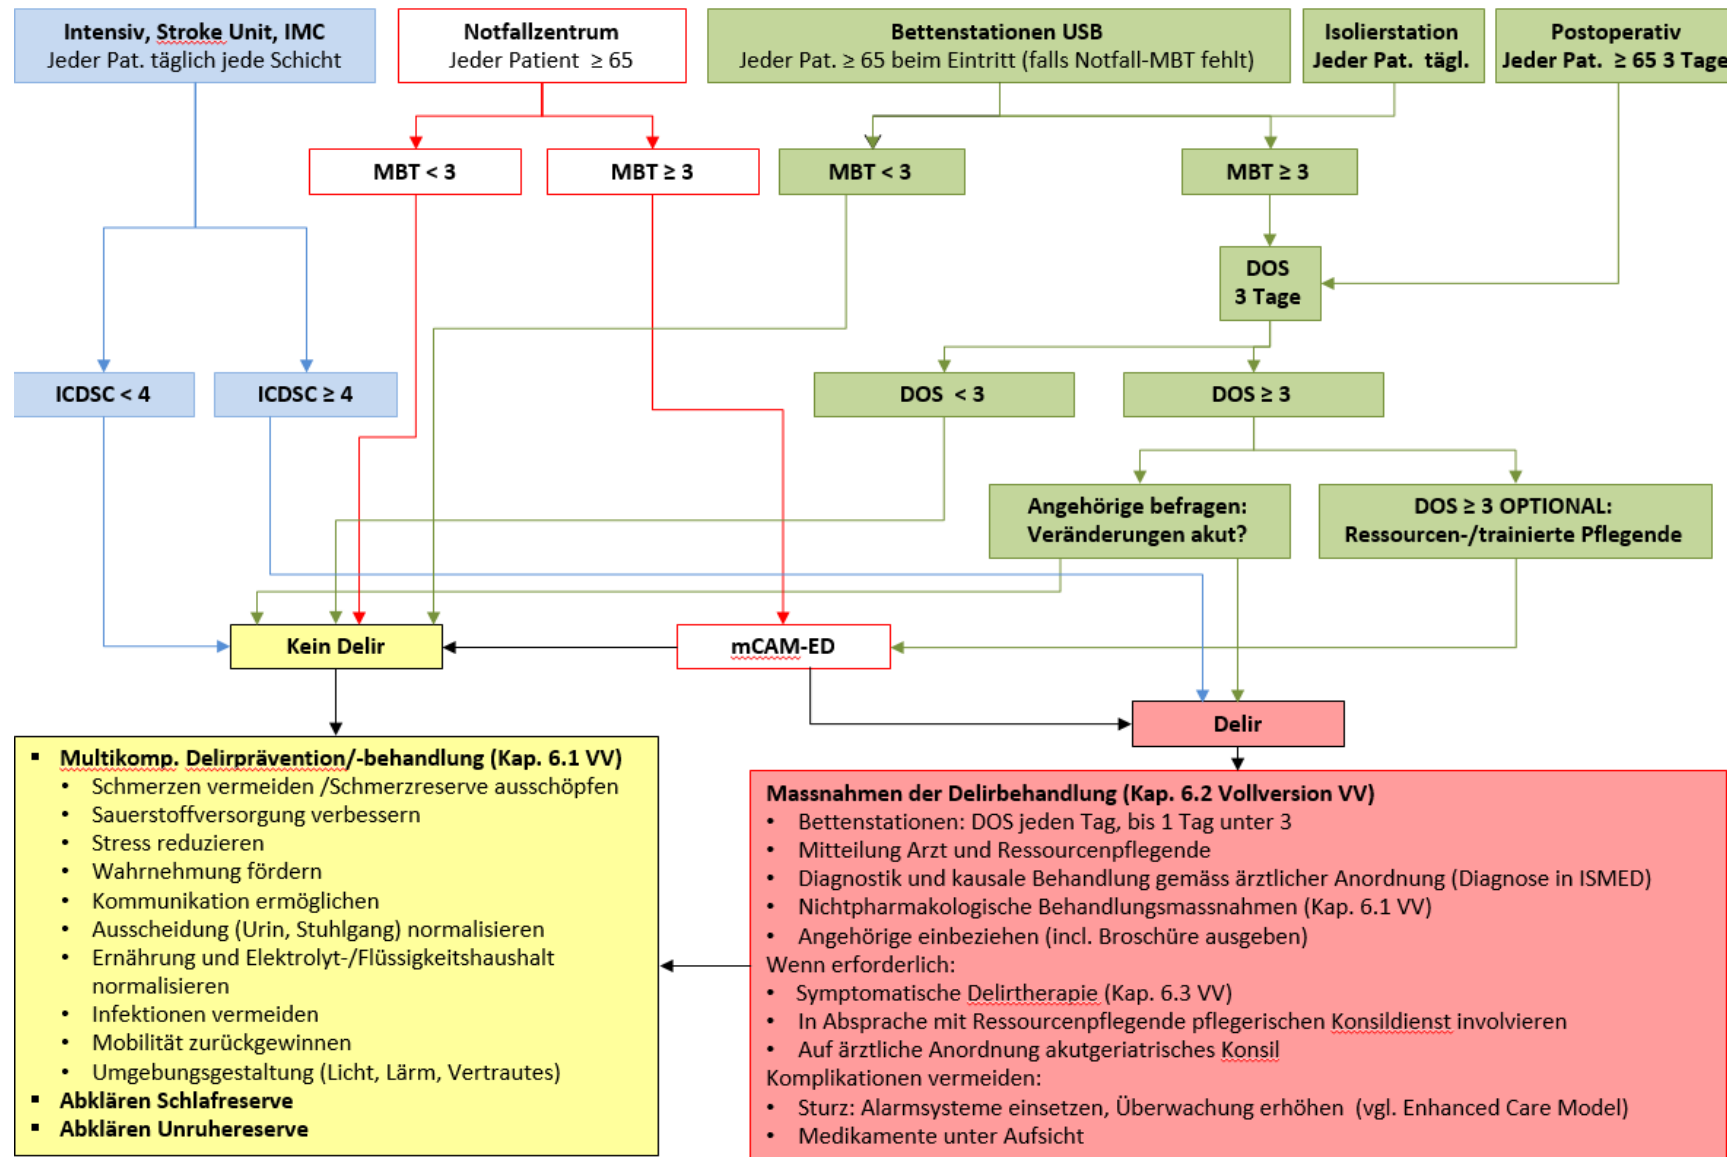 Intensiv, Stroke Unit, IMC
Jeder Pat. täglich jede Schicht
Notfallzentrum
Jeder Patient ≥ 65
Bettenstationen USB
Jeder Pat. ≥ 65 beim Eintritt (falls Notfall-MBT fehlt)
Isolierstation
Jeder Pat. tägl.
Postoperativ
Jeder Pat. ≥ 65 3 Tage
MBT < 3
MBT ≥ 3
MBT < 3
MBT ≥ 3
DOS
3 Tage
ICDSC < 4
ICDSC ≥ 4
DOS < 3
DOS ≥ 3
Angehörige befragen:
Veränderungen akut?
DOS ≥ 3 OPTIONAL:
Ressourcen-/trainierte Pflegende
Kein Delir
mCAM-ED
Delir
▪ Multikomp. Delirprävention/-behandlung (Kap. 6.1 VV)
• Schmerzen vermeiden /Schmerzreserve ausschöpfen
• Sauerstoffversorgung verbessern
• Stress reduzieren
• Wahrnehmung fördern
• Kommunikation ermöglichen
• Ausscheidung (Urin, Stuhlgang) normalisieren
• Ernährung und Elektrolyt-/Flüssigkeitshaushalt
normalisieren
• Infektionen vermeiden
• Mobilität zurückgewinnen
• Umgebungsgestaltung (Licht, Lärm, Vertrautes)
▪ Abklären Schlafreserve
▪ Abklären Unruhereserve
Massnahmen der Delirbehandlung (Kap. 6.2 Vollversion VV)
• Bettenstationen: DOS jeden Tag, bis 1 Tag unter 3
• Mitteilung Arzt und Ressourcenpflegende
• Diagnostik und kausale Behandlung gemäss ärztlicher Anordnung (Diagnose in ISMED)
• Nichtpharmakologische Behandlungsmassnahmen (Kap. 6.1 VV)
• Angehörige einbeziehen (incl. Broschüre ausgeben)
Wenn erforderlich:
• Symptomatische Delirtherapie (Kap. 6.3 VV)
• In Absprache mit Ressourcenpflegende pflegerischen Konsildienst involvieren
• Auf ärztliche Anordnung akutgeriatrisches Konsil
Komplikationen vermeiden:
• Sturz: Alarmsysteme einsetzen, Überwachung erhöhen (vgl. Enhanced Care Model)
• Medikamente unter Aufsicht